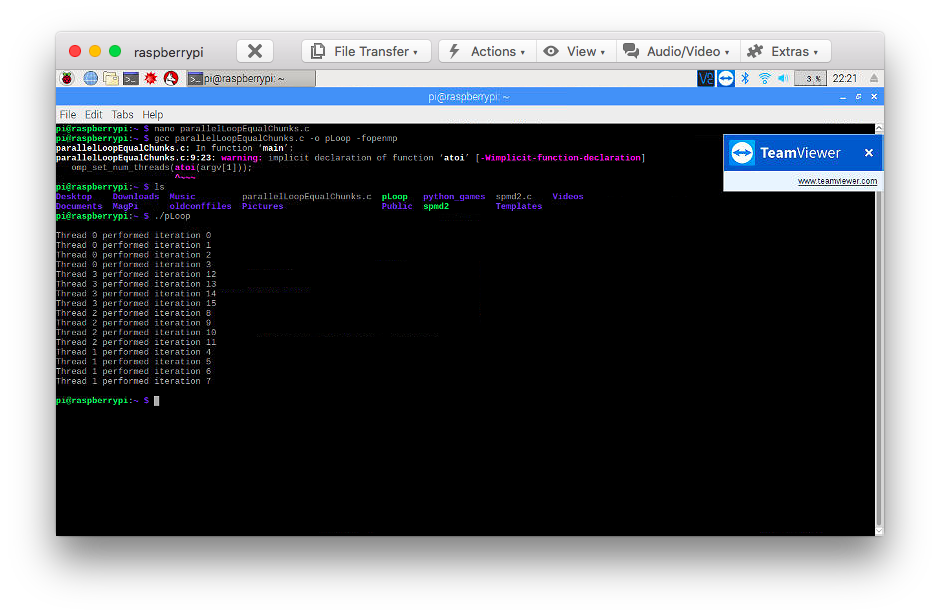 raspberrypi File Transfer Actions View Audio/Video Extras
pi@raspberrypi: ~ 3 % 22:21
pi@raspberrypi: ~
File Edit Tabs Help
pi@raspberrypi:~ $ nano parallelLoopEqualChunks.c
pi@raspberrypi:~ $ gcc parallelLoopEqualChunks.c -o pLoop -fopenmp
parallelLoopEqualChunks.c: In function ‘main’:
parallelLoopEqualChunks.c:9:23: warning: implicit declaration of function ‘atoi’ [-Wimplicit-function-declaration]
omp_set_num_threads(atoi(argv[1]));
^~~~
pi@raspberrypi:~ $ ls
Desktop Downloads Music parallelLoopEqualChunks.c pLoop python_games spmd2.c Videos
Documents MagPi oldconffiles Pictures Public spmd2 Templates
pi@raspberrypi:~ $ ./pLoop
Thread 0 performed iteration 0
Thread 0 performed iteration 1
Thread 0 performed iteration 2
Thread 0 performed iteration 3
Thread 3 performed iteration 12
Thread 3 performed iteration 13
Thread 3 performed iteration 14
Thread 3 performed iteration 15
Thread 2 performed iteration 8
Thread 2 performed iteration 9
Thread 2 performed iteration 10
Thread 2 performed iteration 11
Thread 1 performed iteration 4
Thread 1 performed iteration 5
Thread 1 performed iteration 6
Thread 1 performed iteration 7
pi@raspberrypi:~ $
TeamViewer
www.teamviewer.com